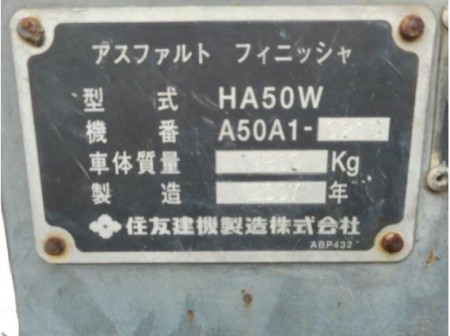 アスファルト フィニッシャ
型 式 HA50W
機 番 A50A1-
車体質量 Kg
製 造 年
住友建機製造株式会社
ABP432